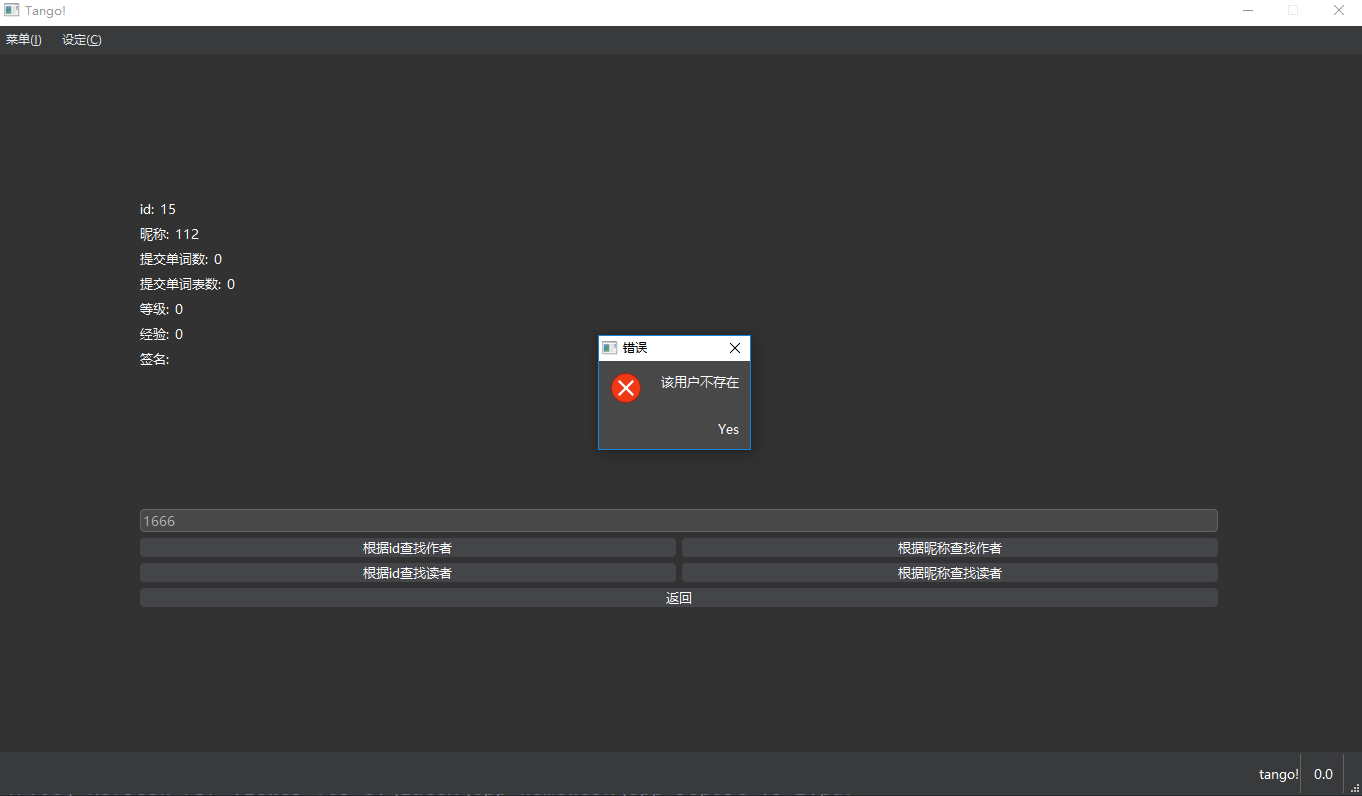 Tango!
菜单(I) 设定(C)
id: 15
昵称: 112
提交单词数: 0
提交单词表数: 0
等级: 0
经验: 0
签名:
错误
该用户不存在
Yes
1666
根据id查找作者 根据昵称查找作者
根据id查找读者 根据昵称查找读者
返回
tango! 0.0